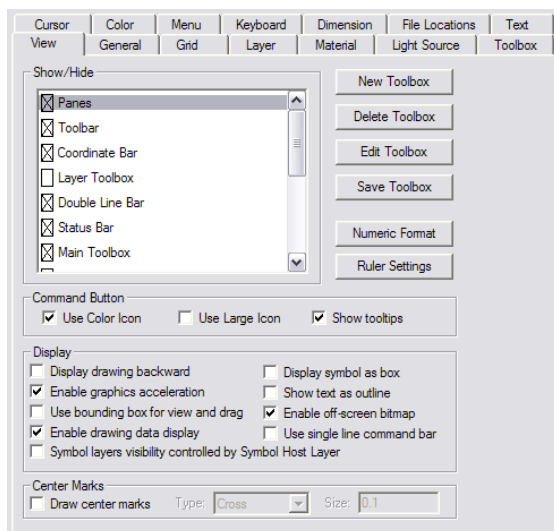 Cursor Color Menu Keyboard Dimension File Locations Text
View General Grid Layer Material Light Source Toolbox
Show/Hide
Panes
Toolbar
Coordinate Bar
Layer Toolbox
Double Line Bar
Status Bar
Main Toolbox
New Toolbox
Delete Toolbox
Edit Toolbox
Save Toolbox
Numeric Format
Ruler Settings
Command Button
Use Color Icon Use Large Icon Show tooltips
Display
Display drawing backward Display symbol as box
Enable graphics acceleration Show text as outline
Use bounding box for view and drag Enable off-screen bitmap
Enable drawing data display Use single line command bar
Symbol layers visibility controlled by Symbol Host Layer
Center Marks
Draw center marks Type: Cross Size: 0.1